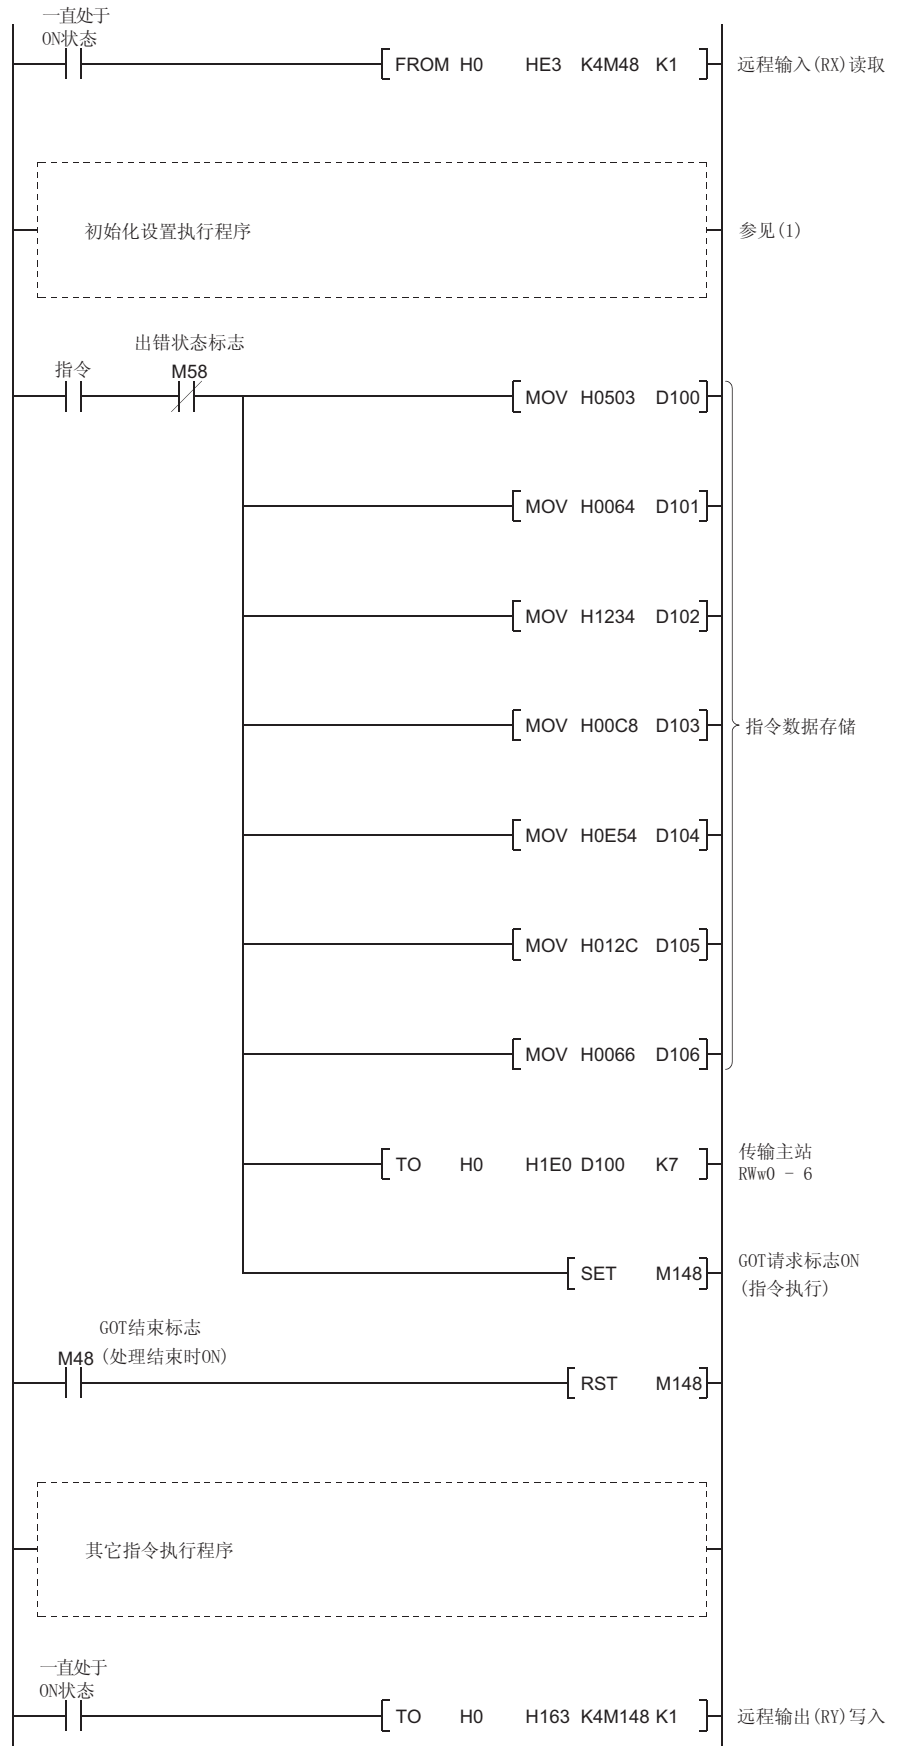 一直处于
ON状态
FROM H0 HE3 K4M48 K1 远程输入(RX)读取
初始化设置执行程序 参见(1)
出错状态标志
指令 M58
MOV H0503 D100
MOV H0064 D101
MOV H1234 D102
MOV H00C8 D103 指令数据存储
MOV H0E54 D104
MOV H012C D105
MOV H0066 D106
TO H0 H1E0 D100 K7 传输主站
RWw0 - 6
SET M148 GOT请求标志ON
(指令执行)
GOT结束标志
M48 (处理结束时ON)
RST M148
其它指令执行程序
一直处于
ON状态
TO H0 H163 K4M148 K1 远程输出(RY)写入